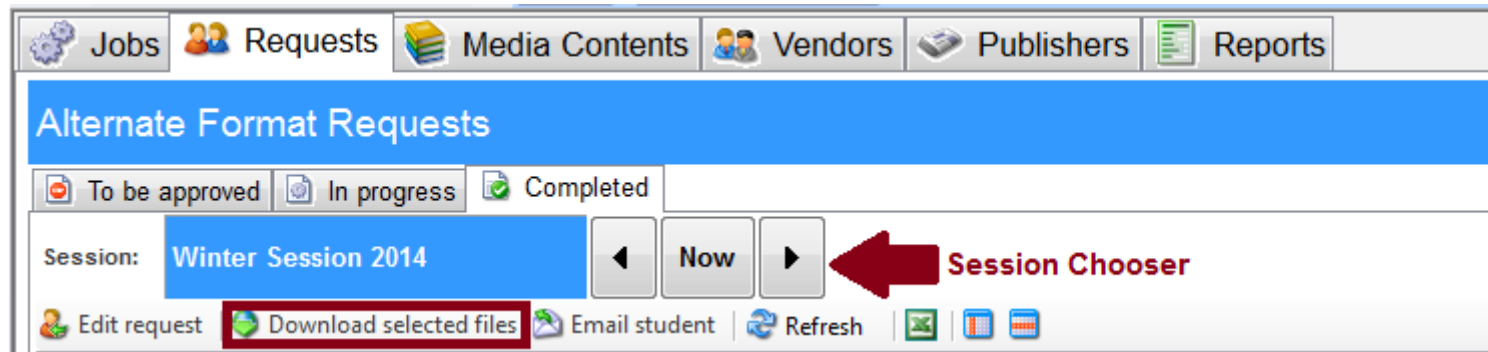 Jobs Requests Media Contents Vendors Publishers Reports
Alternate Format Requests
To be approved In progress Completed
Session: Winter Session 2014 Now Session Chooser
Edit request Download selected files Email student Refresh